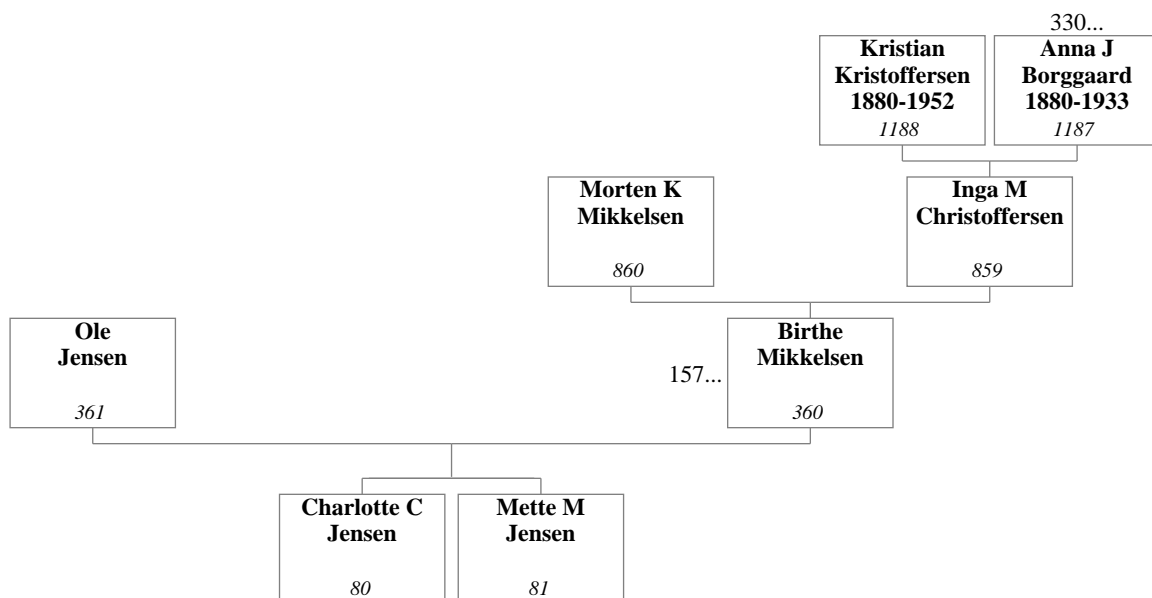 330...
Kristian
Kristoffersen
1880-1952
1188
Anna J
Borggaard
1880-1933
1187
Morten K
Mikkelsen
860
Inga M
Christoffersen
859
Ole
Jensen
361
157...
Birthe
Mikkelsen
360
Charlotte C
Jensen
80
Mette M
Jensen
81